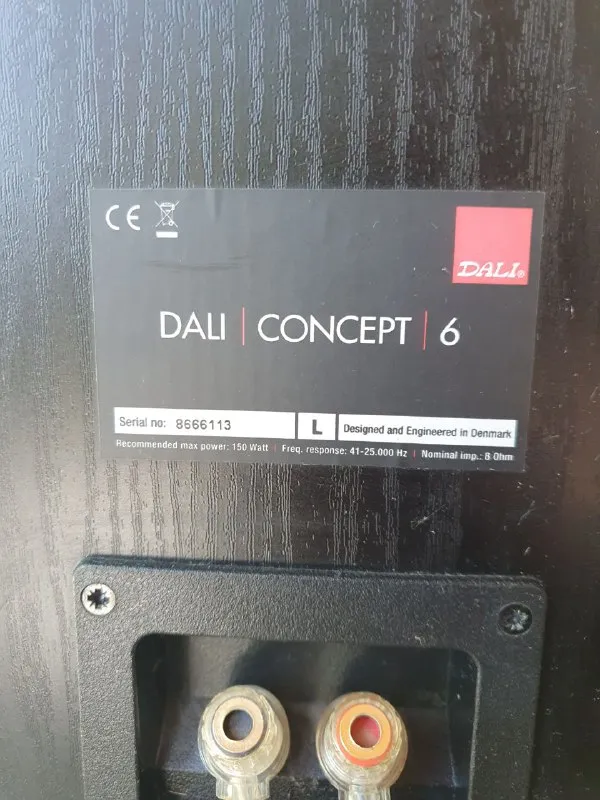 CE
DALI®
DALI | CONCEPT | 6
Serial no: 8666113 L Designed and Engineered in Denmark
Recommended max power: 150 Watt | Freq. response: 41-25.000 Hz | Nominal imp.: 8 Ohm